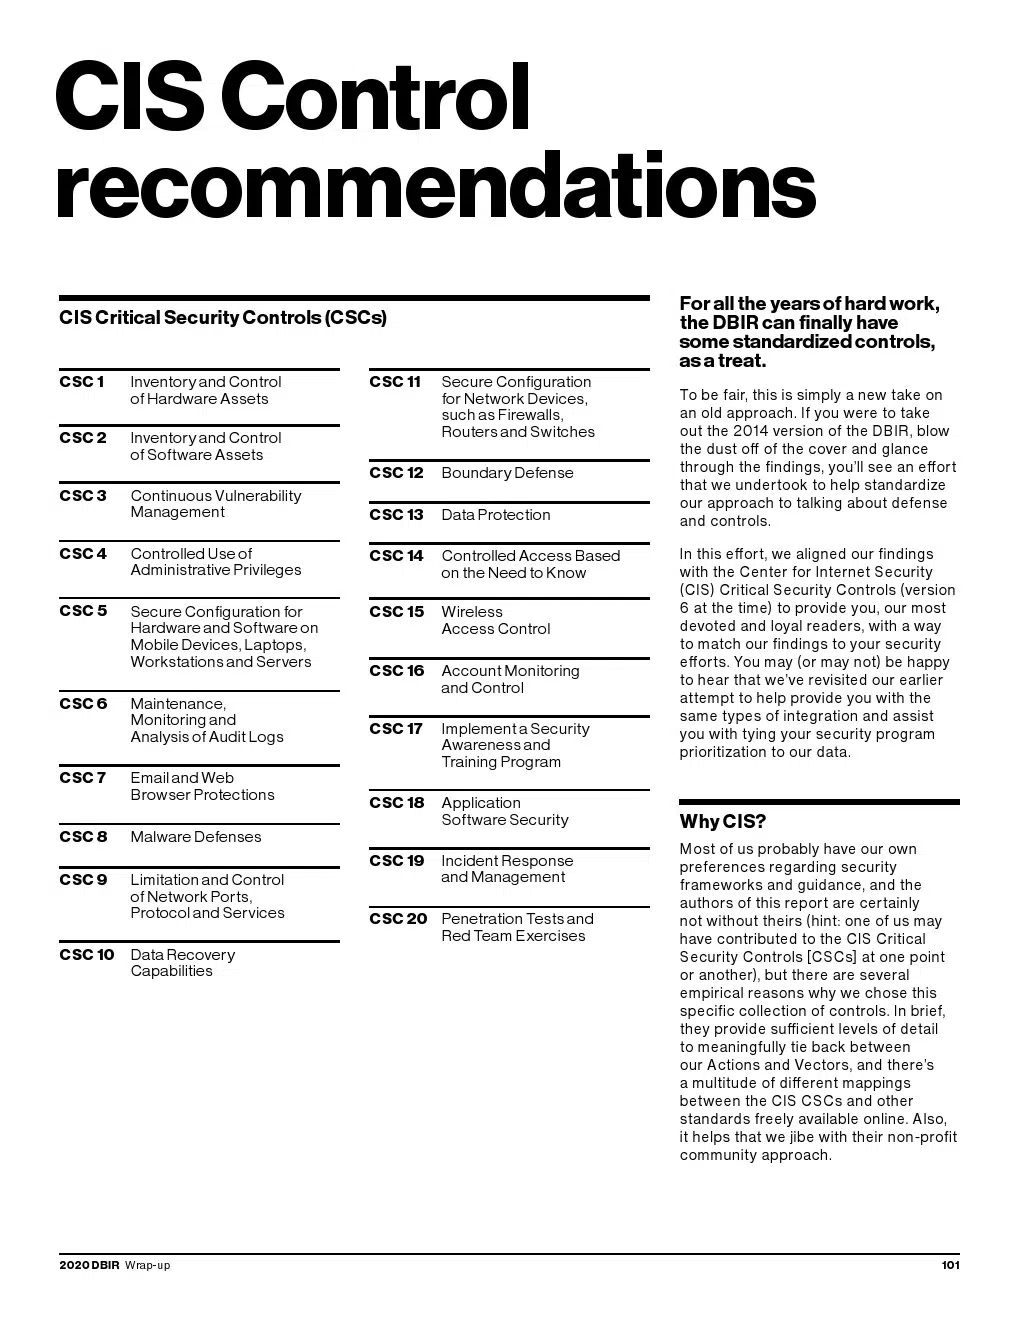 CIS Control
recommendations
CIS Critical Security Controls (CSCs)
CSC 1 Inventory and Control
of Hardware Assets
CSC 2 Inventory and Control
of Software Assets
CSC 3 Continuous Vulnerability
Management
CSC 4 Controlled Use of
Administrative Privileges
CSC 5 Secure Configuration for
Hardware and Software on
Mobile Devices, Laptops,
Workstations and Servers
CSC 6 Maintenance,
Monitoring and
Analysis of Audit Logs
CSC 7 Email and Web
Browser Protections
CSC 8 Malware Defenses
CSC 9 Limitation and Control
of Network Ports,
Protocol and Services
CSC 10 Data Recovery
Capabilities
CSC 11 Secure Configuration
for Network Devices,
such as Firewalls,
Routers and Switches
CSC 12 Boundary Defense
CSC 13 Data Protection
CSC 14 Controlled Access Based
on the Need to Know
CSC 15 Wireless
Access Control
CSC 16 Account Monitoring
and Control
CSC 17 Implement a Security
Awareness and
Training Program
CSC 18 Application
Software Security
CSC 19 Incident Response
and Management
CSC 20 Penetration Tests and
Red Team Exercises
For all the years of hard work,
the DBIR can finally have
some standardized controls,
as a treat.
To be fair, this is simply a new take on
an old approach. If you were to take
out the 2014 version of the DBIR, blow
the dust off of the cover and glance
through the findings, you'll see an effort
that we undertook to help standardize
our approach to talking about defense
and controls.
In this effort, we aligned our findings
with the Center for Internet Security
(CIS) Critical Security Controls (version
6 at the time) to provide you, our most
devoted and loyal readers, with a way
to match our findings to your security
efforts. You may (or may not) be happy
to hear that we've revisited our earlier
attempt to help provide you with the
same types of integration and assist
you with tying your security program
prioritization to our data.
Why CIS?
Most of us probably have our own
preferences regarding security
frameworks and guidance, and the
authors of this report are certainly
not without theirs (hint: one of us may
have contributed to the CIS Critical
Security Controls [CSCs] at one point
or another), but there are several
empirical reasons why we chose this
specific collection of controls. In brief,
they provide sufficient levels of detail
to meaningfully tie back between
our Actions and Vectors, and there's
a multitude of different mappings
between the CIS CSCs and other
standards freely available online. Also,
it helps that we jibe with their non-profit
community approach.
2020 DBIR Wrap-up
101